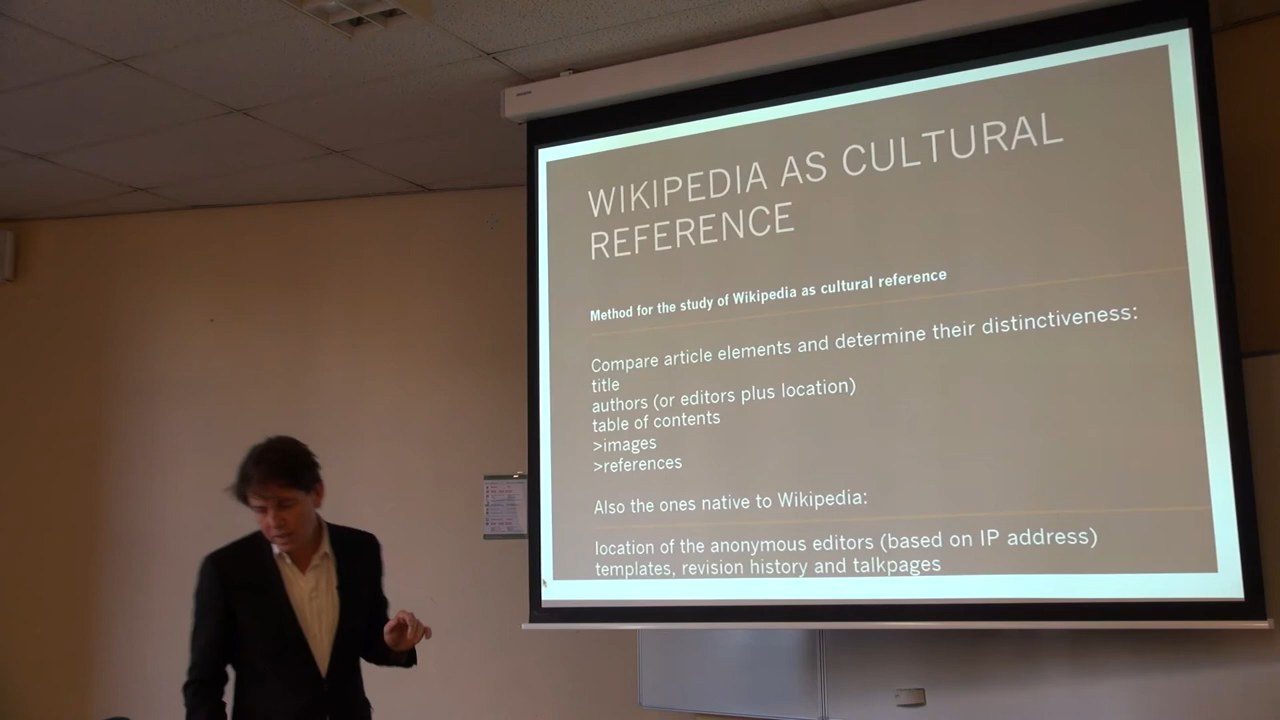 WIKIPEDIA AS CULTURAL
REFERENCE
Method for the study of Wikipedia as cultural reference
Compare article elements and determine their distinctiveness:
title
authors (or editors plus location)
table of contents
>images
>references
Also the ones native to Wikipedia:
location of the anonymous editors (based on IP address)
templates, revision history and talkpages